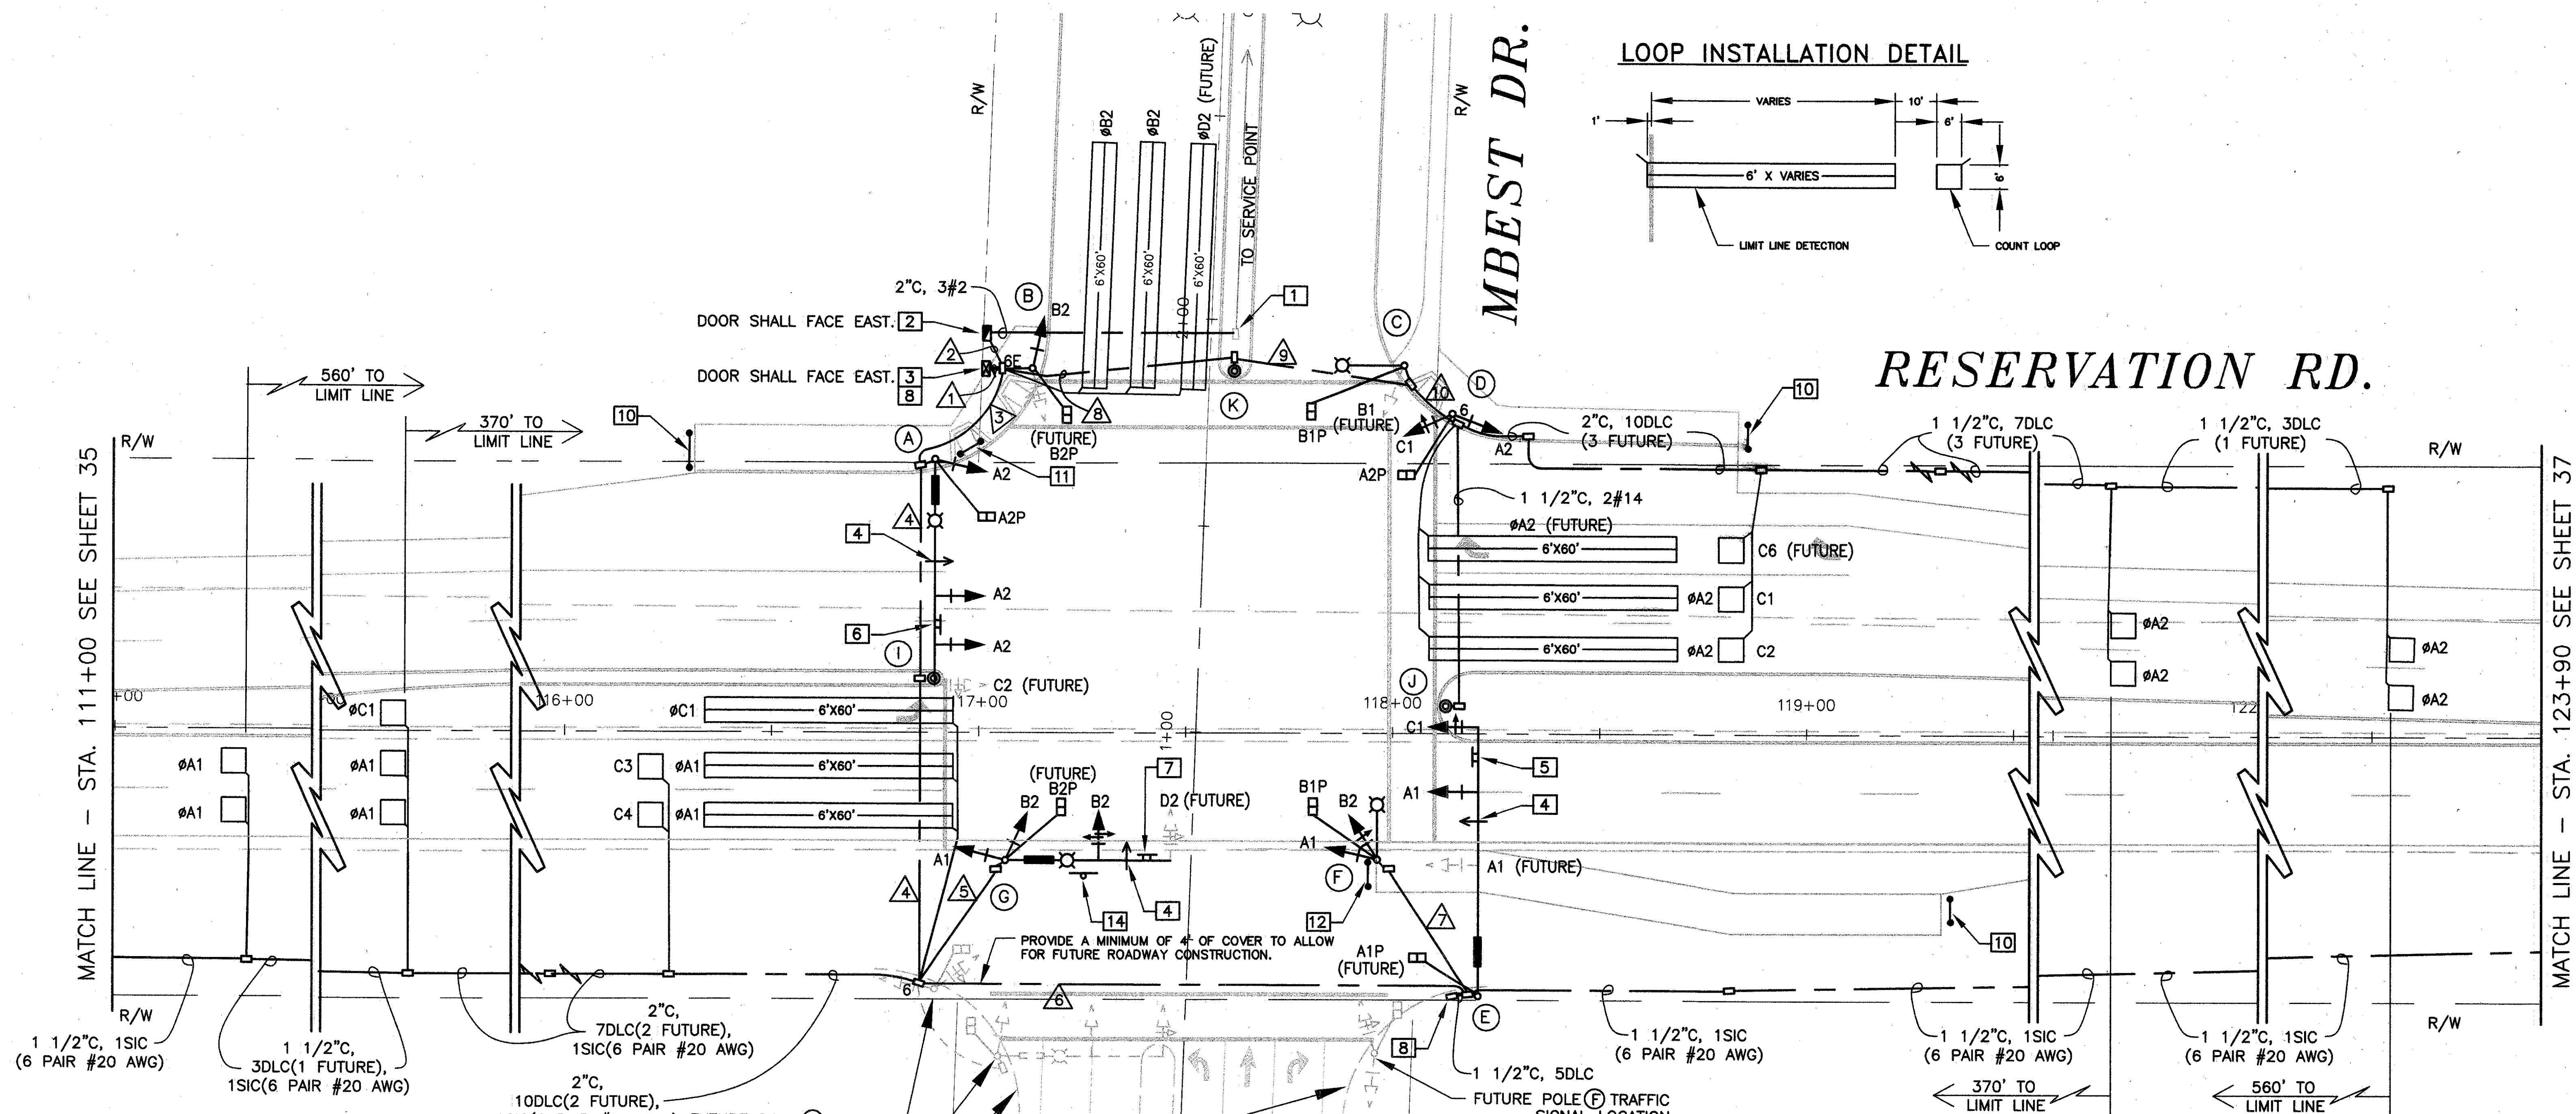 LOOP INSTALLATION DETAIL
VARIES
10'
1'
6'
6'
6' X VARIES
LIMIT LINE DETECTION
COUNT LOOP
MBEST DR.
RESERVATION RD.
R/W
R/W
øB2
øB2
øD2 (FUTURE)
6'X60'
6'X60'
6'X60'
TO SERVICE POINT
2+00
2"C, 3#2
B
B2
1
DOOR SHALL FACE EAST. 2
DOOR SHALL FACE EAST. 3
8
2
1
3
8
9
10
K
C
D
6
(FUTURE)
B2P
B1
(FUTURE)
B1P
C1
A2
A2P
2"C, 10DLC
(3 FUTURE)
10
1 1/2"C, 7DLC
(3 FUTURE)
1 1/2"C, 3DLC
(1 FUTURE)
R/W
560' TO
LIMIT LINE
370' TO
LIMIT LINE
R/W
10
A
A2
11
A2P
4
4
A2
6
A2
I
C2 (FUTURE)
1 1/2"C, 2#14
øA2 (FUTURE)
6'X60'
C6 (FUTURE)
6'X60'
øA2
C1
6'X60'
øA2
C2
øA2
øA2
øA2
øA2
MATCH LINE – STA. 111+00 SEE SHEET 35
MATCH LINE – STA. 123+90 SEE SHEET 37
+00
116+00
117+00
118+00
119+00
122
1+00
øC1
øC1
6'X60'
øA1
øA1
C3
øA1
6'X60'
øA1
øA1
C4
øA1
6'X60'
J
C1
5
A1
4
A1 (FUTURE)
(FUTURE)
B2P
B2
B2
7
D2 (FUTURE)
B1P
B2
A1
A1
F
G
4
5
14
4
12
7
10
PROVIDE A MINIMUM OF 4' OF COVER TO ALLOW
FOR FUTURE ROADWAY CONSTRUCTION.
A1P
(FUTURE)
6
6
E
8
R/W
R/W
1 1/2"C, 1SIC
(6 PAIR #20 AWG)
1 1/2"C,
3DLC(1 FUTURE),
1SIC(6 PAIR #20 AWG)
2"C,
7DLC(2 FUTURE),
1SIC(6 PAIR #20 AWG)
2"C,
10DLC(2 FUTURE),
1 1/2"C, 5DLC
FUTURE POLE F TRAFFIC
SIGNAL LOCATION
1 1/2"C, 1SIC
(6 PAIR #20 AWG)
1 1/2"C, 1SIC
(6 PAIR #20 AWG)
1 1/2"C, 1SIC
(6 PAIR #20 AWG)
370' TO
LIMIT LINE
560' TO
LIMIT LINE